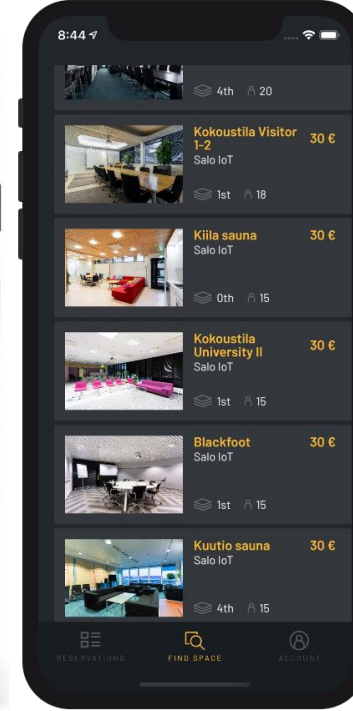 8:44
4th 20
Kokoustila Visitor 30 €
1-2
Salo IoT
1st 18
Kiila sauna 30 €
Salo IoT
0th 15
Kokoustila 30 €
University II
Salo IoT
1st 15
Blackfoot 30 €
Salo IoT
1st 15
Kuutio sauna 30 €
Salo IoT
4th 15
RESERVATIONS FIND SPACE ACCOUNT